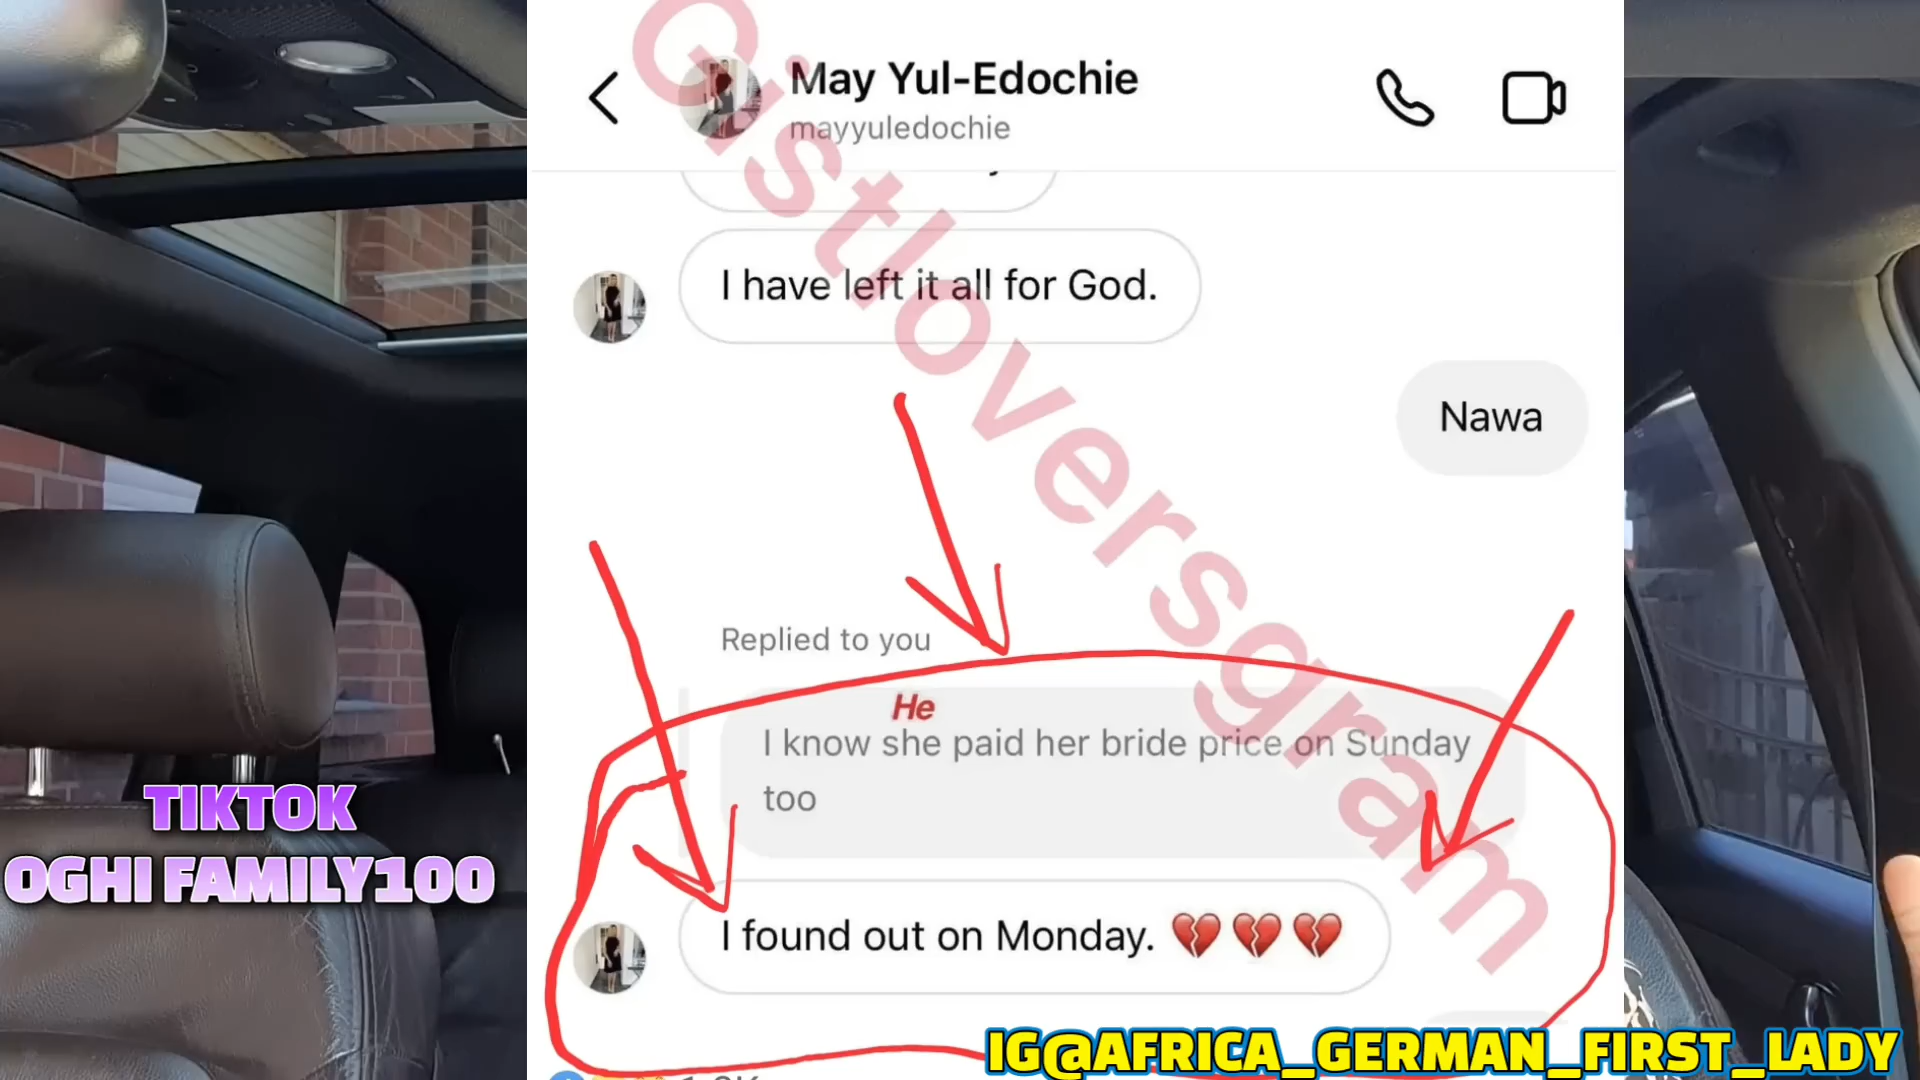 May Yul-Edochie
mayyuledochie
I have left it all for God.
Nawa
Replied to you
He
I know she paid her bride price on Sunday
too
I found out on Monday. 💔💔💔
Gistloversgram
TIKTOK
OGHI FAMILY100
IG@AFRICA_GERMAN_FIRST_LADY